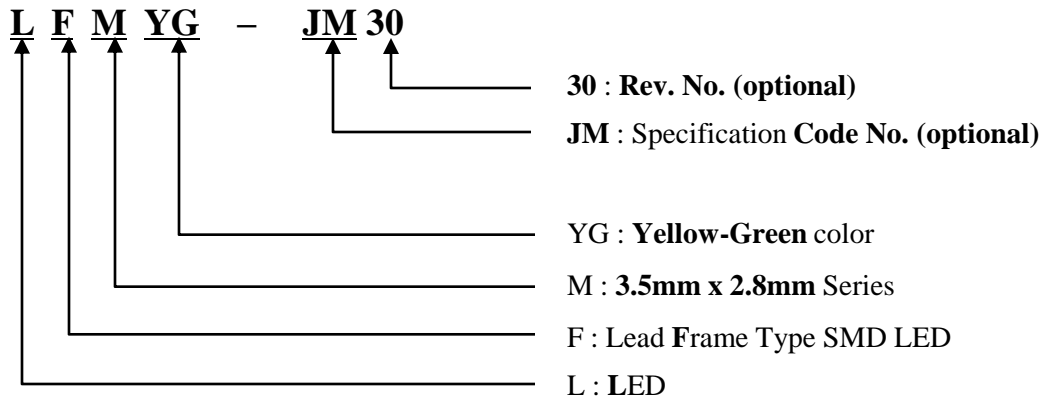 L F M YG – JM 30
30 : Rev. No. (optional)
JM : Specification Code No. (optional)
YG : Yellow-Green color
M : 3.5mm x 2.8mm Series
F : Lead Frame Type SMD LED
L : LED